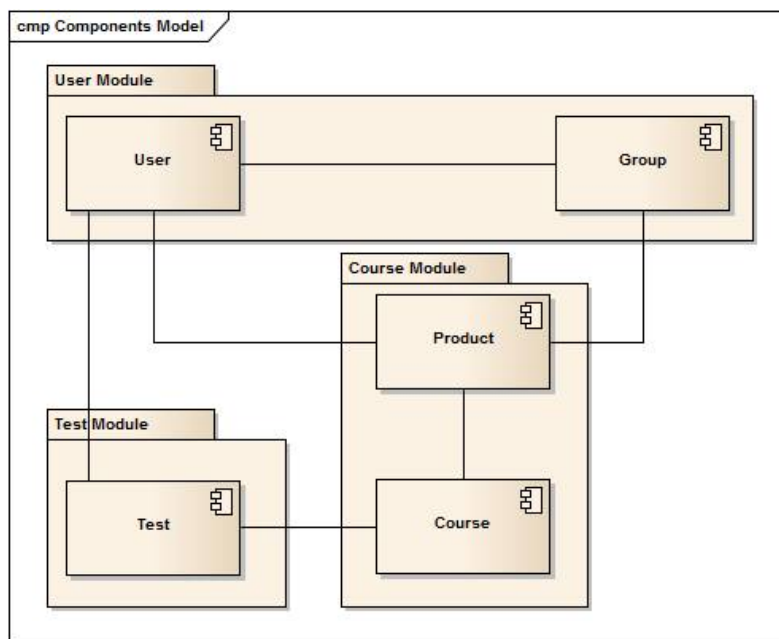 cmp Components Model
User Module
User
Group
Course Module
Product
Test Module
Test
Course